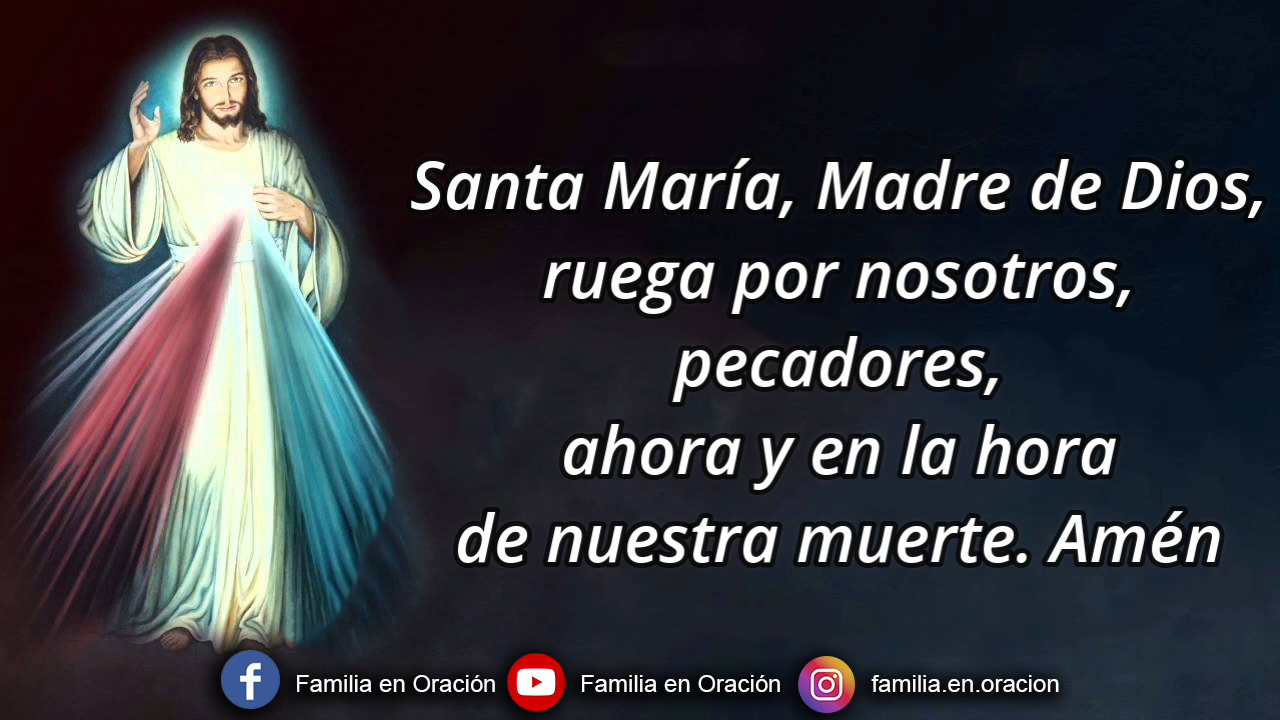 Santa María, Madre de Dios,
ruega por nosotros,
pecadores,
ahora y en la hora
de nuestra muerte. Amén
Familia en Oración Familia en Oración familia.en.oracion